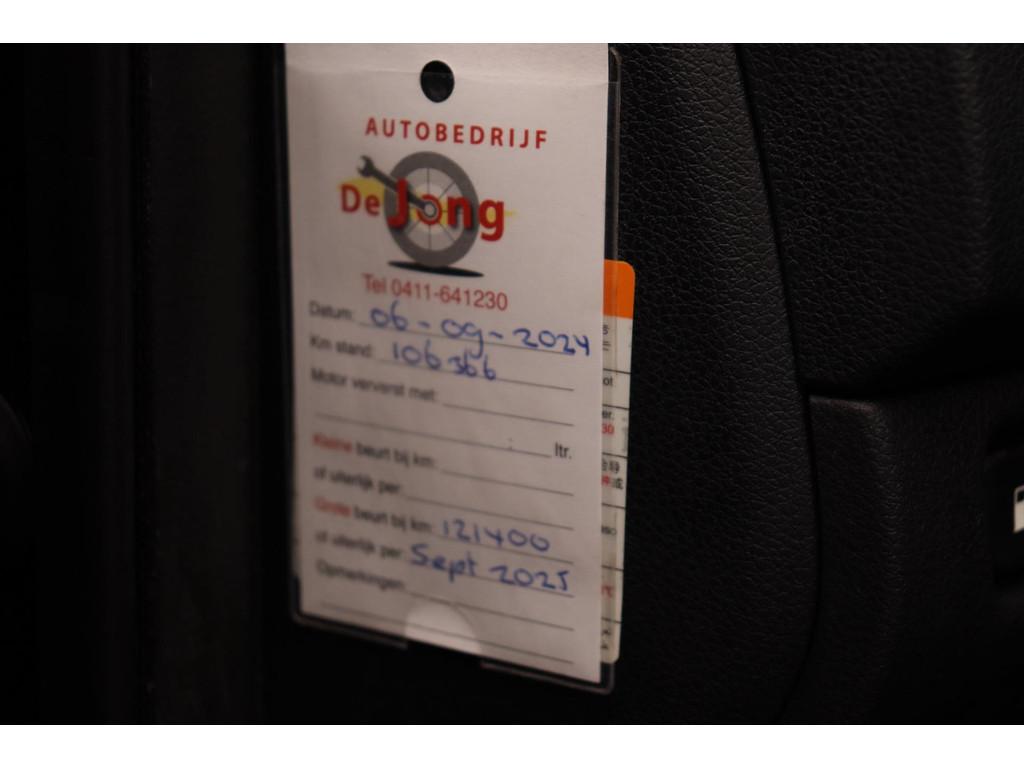 AUTOBEDRIJF
De Jong
Tel 0411-641230
Datum: 06-09-2024
Km stand: 106366
Motor ververst met:
ltr.
Kleine beurt bij km:
of uiterlijk per:
Grote beurt bij km: 121400
of uiterlijk per: Sept 2025
Opmerkingen: